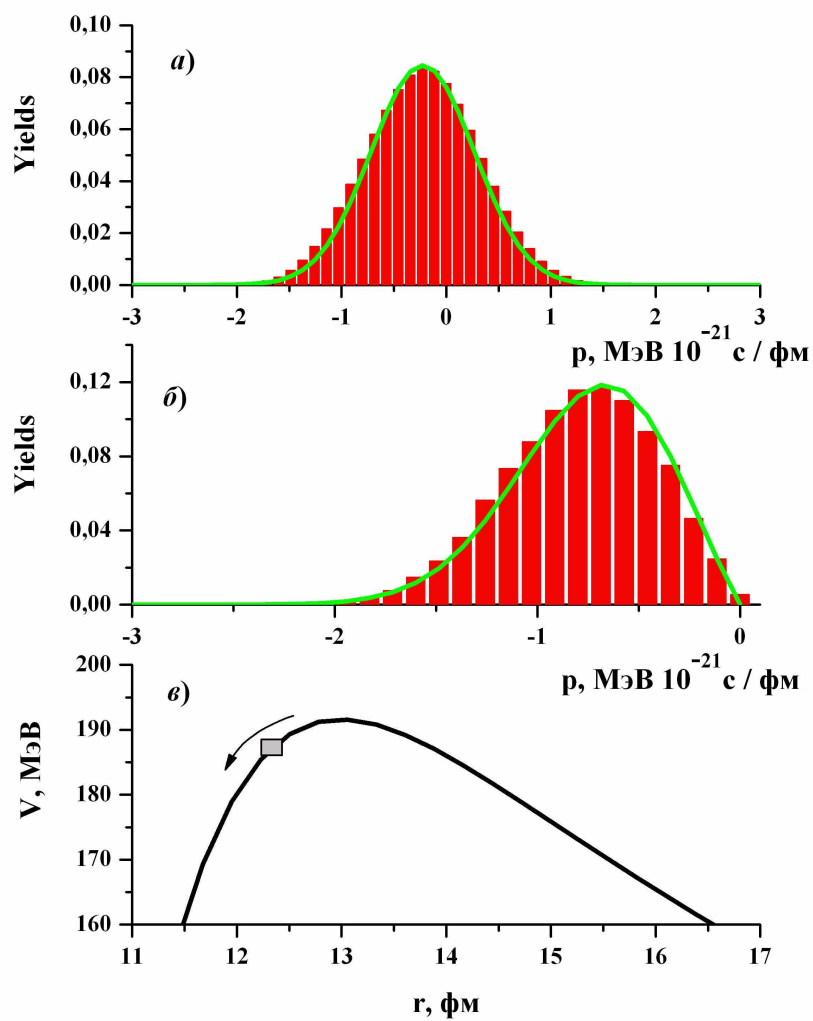 0,10
а)
0,08
0,06
Yields
0,04
0,02
0,00
-3 -2 -1 0 1 2 3
p, МэВ 10⁻²¹ с / фм
0,12
б)
0,08
Yields
0,04
0,00
-3 -2 -1 0
p, МэВ 10⁻²¹ с / фм
200
в)
190
V, МэВ
180
170
160
11 12 13 14 15 16 17
r, фм